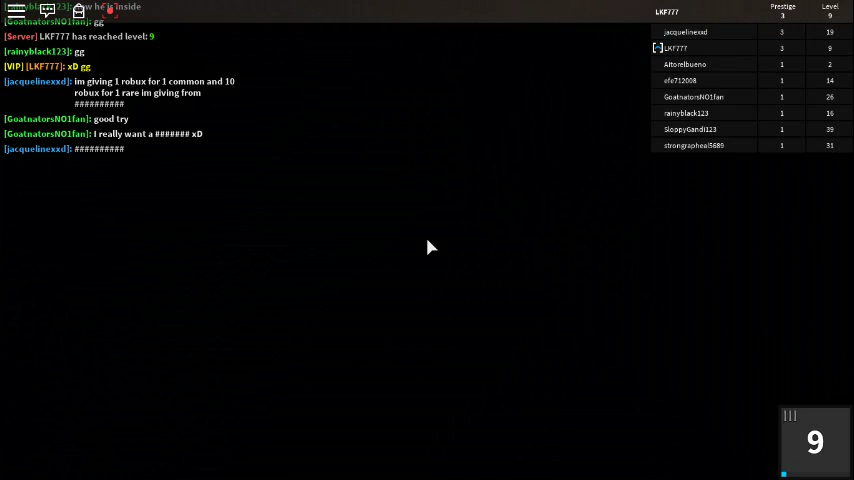 [GoatnatorsNO1fan]: gg
[Server] LKF777 has reached level: 9
[rainyblack123]: gg
[VIP] [LKF777]: xD gg
[jacquelinexxd]: im giving 1 robux for 1 common and 10
robux for 1 rare im giving from
##########
[GoatnatorsNO1fan]: good try
[GoatnatorsNO1fan]: I really want a ####### xD
[jacquelinexxd]: ##########
LKF777 Prestige 3 Level 9
jacquelinexxd 3 19
LKF777 3 9
Aitorelbueno 1 2
efe712008 1 14
GoatnatorsNO1fan 1 26
rainyblack123 1 16
SloppyGandi123 1 39
strongrapheal5689 1 31
|||
9